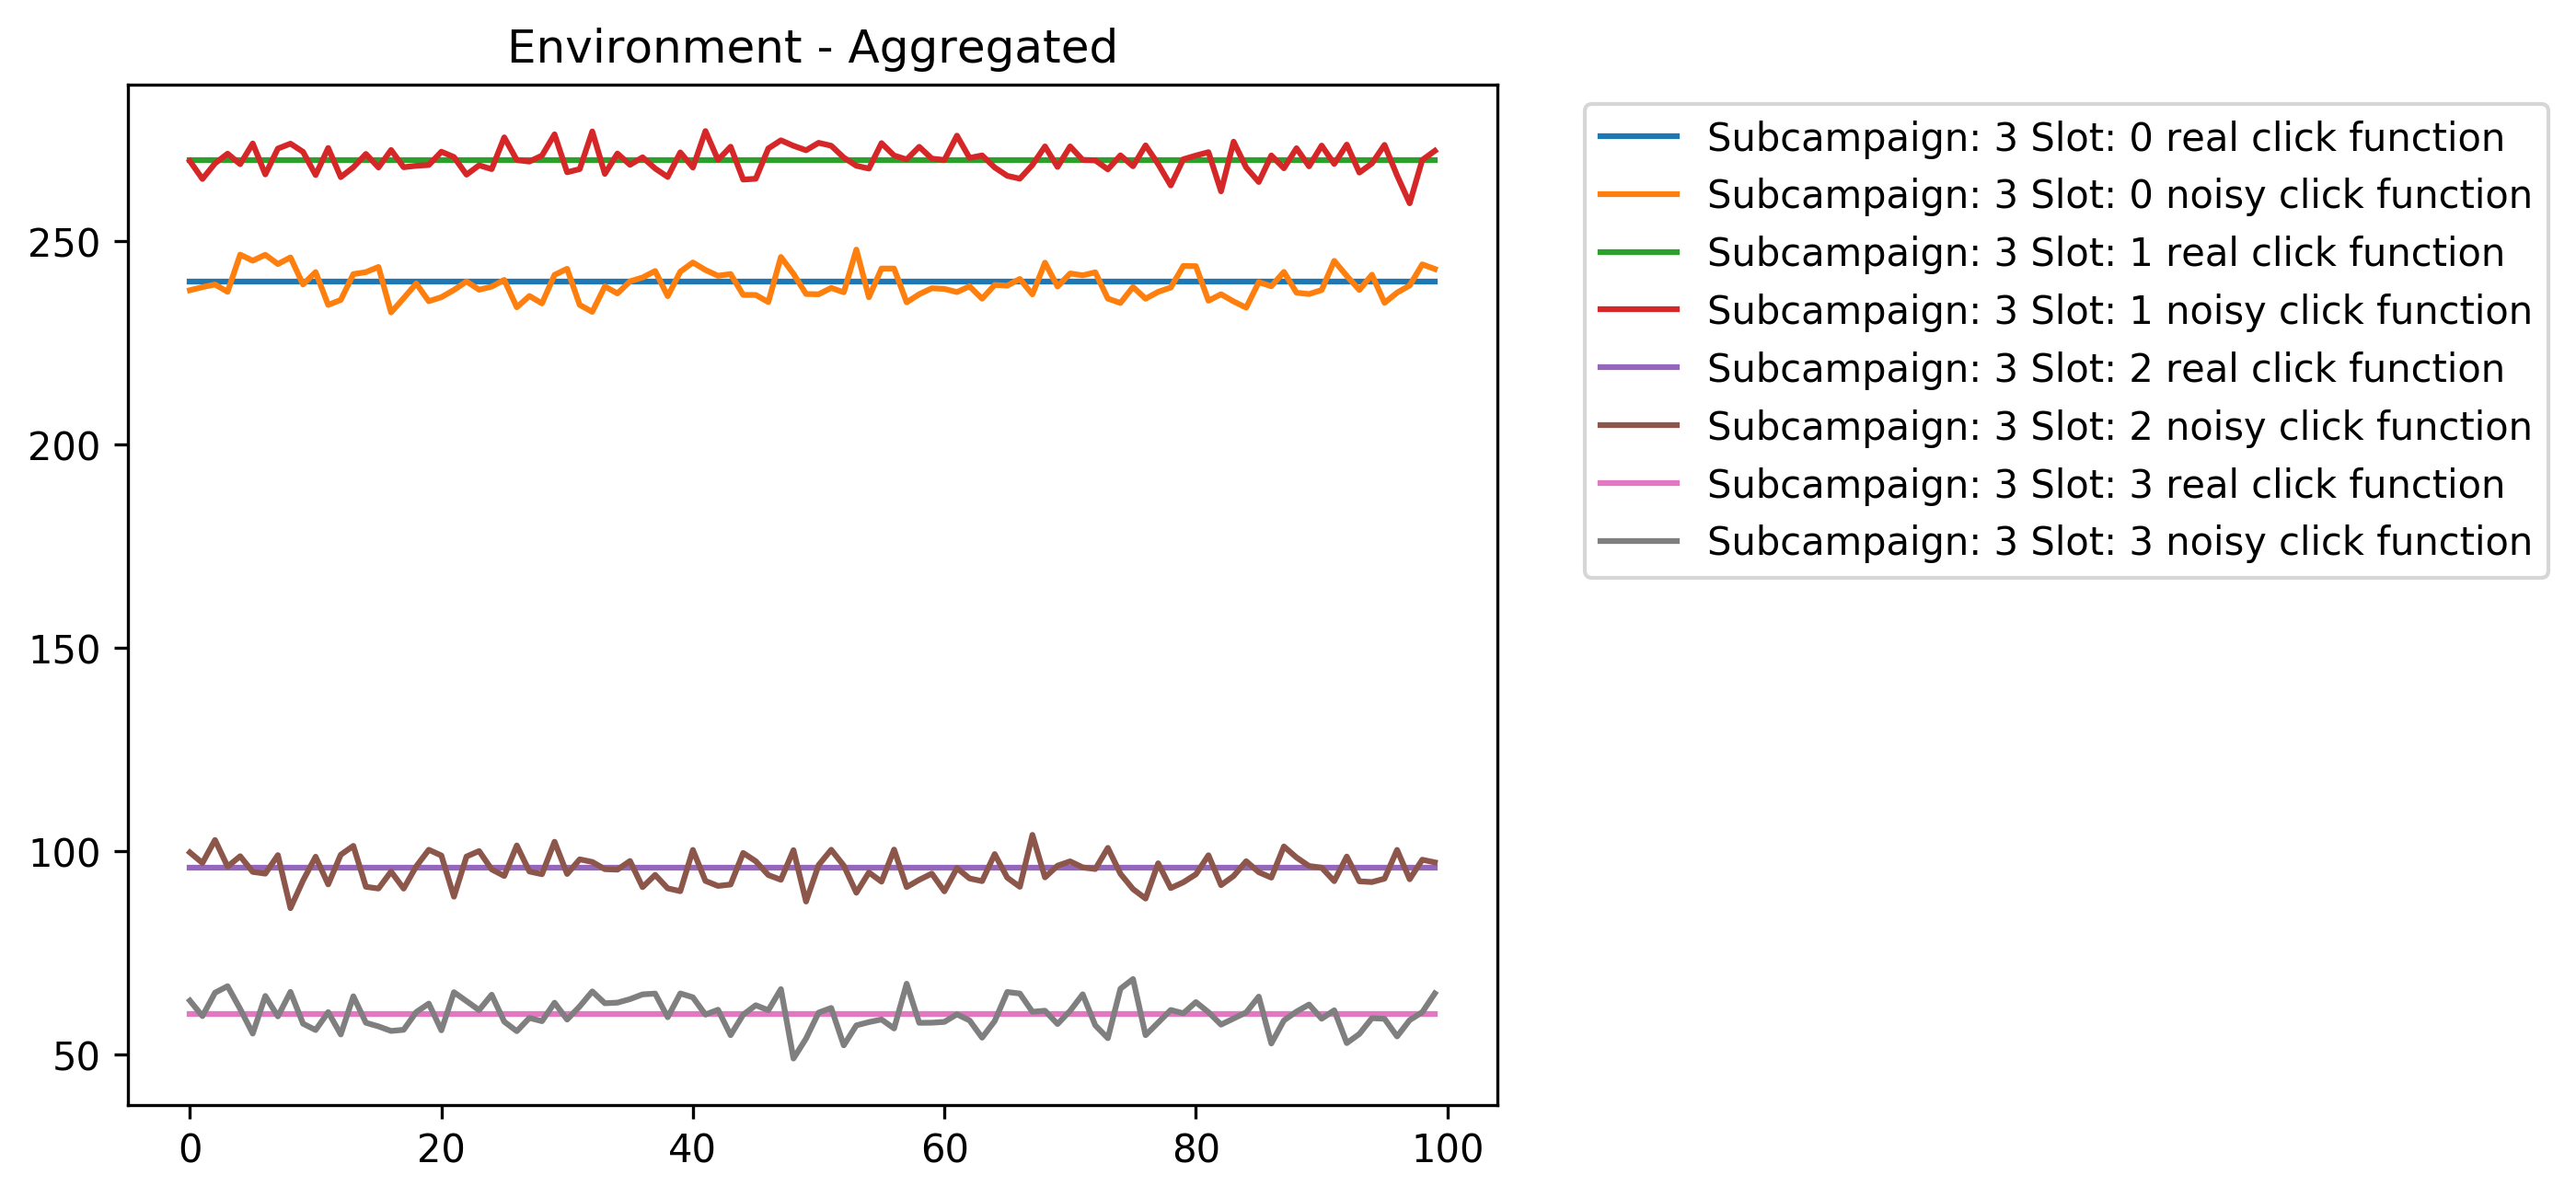 Environment - Aggregated
250
200
150
100
50
0 20 40 60 80 100
Subcampaign: 3 Slot: 0 real click function
Subcampaign: 3 Slot: 0 noisy click function
Subcampaign: 3 Slot: 1 real click function
Subcampaign: 3 Slot: 1 noisy click function
Subcampaign: 3 Slot: 2 real click function
Subcampaign: 3 Slot: 2 noisy click function
Subcampaign: 3 Slot: 3 real click function
Subcampaign: 3 Slot: 3 noisy click function